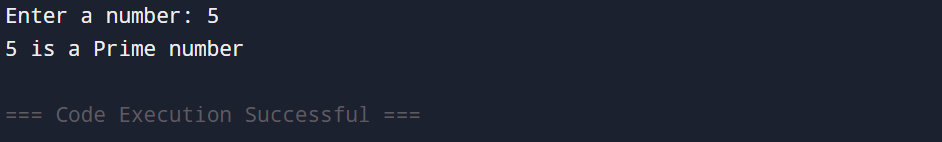 Enter a number: 5
5 is a Prime number
=== Code Execution Successful ===